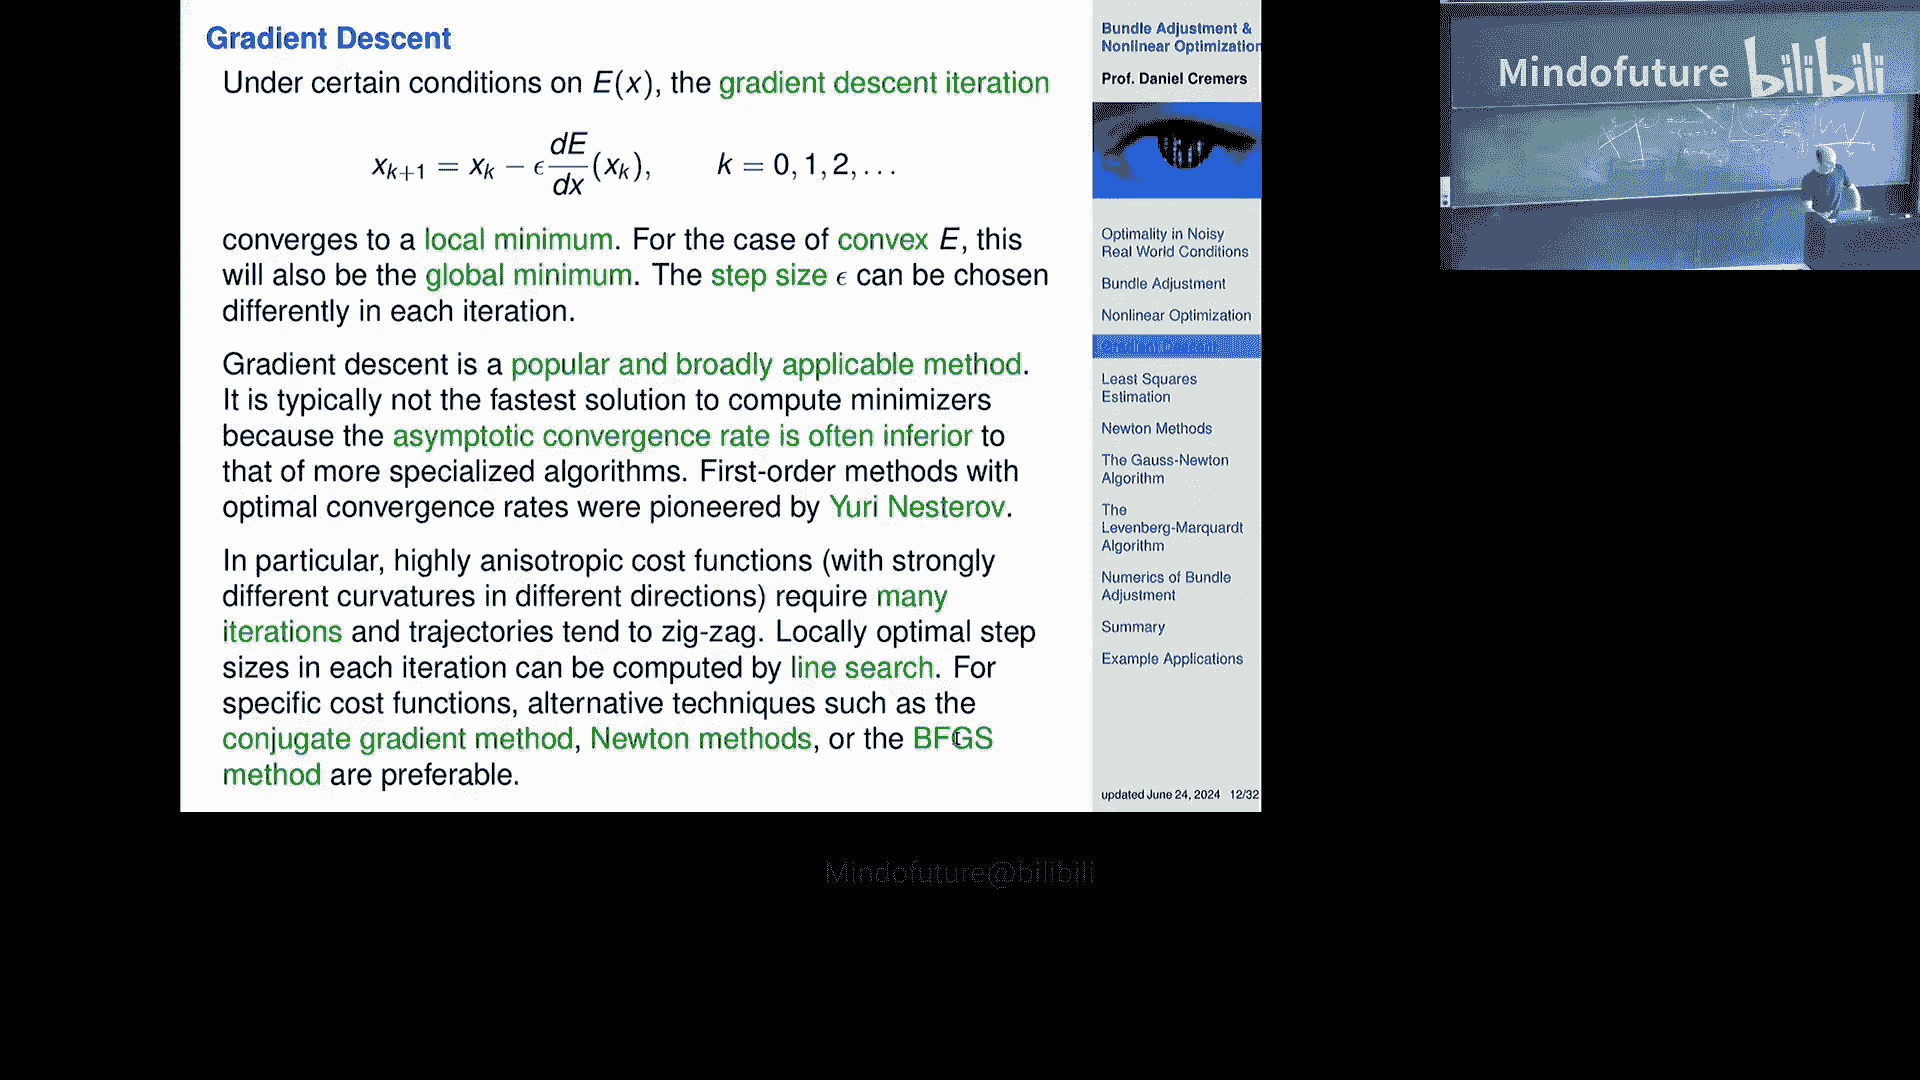 Gradient Descent
Under certain conditions on E(x), the gradient descent iteration
x_{k+1} = x_k − ϵ dE/dx (x_k),   k = 0, 1, 2, . . .
converges to a local minimum. For the case of convex E, this
will also be the global minimum. The step size ϵ can be chosen
differently in each iteration.
Gradient descent is a popular and broadly applicable method.
It is typically not the fastest solution to compute minimizers
because the asymptotic convergence rate is often inferior to
that of more specialized algorithms. First-order methods with
optimal convergence rates were pioneered by Yuri Nesterov.
In particular, highly anisotropic cost functions (with strongly
different curvatures in different directions) require many
iterations and trajectories tend to zig-zag. Locally optimal step
sizes in each iteration can be computed by line search. For
specific cost functions, alternative techniques such as the
conjugate gradient method, Newton methods, or the BFGS
method are preferable.
Bundle Adjustment &
Nonlinear Optimization
Prof. Daniel Cremers
Optimality in Noisy
Real World Conditions
Bundle Adjustment
Nonlinear Optimization
Gradient Descent
Least Squares
Estimation
Newton Methods
The Gauss-Newton
Algorithm
The
Levenberg-Marquardt
Algorithm
Numerics of Bundle
Adjustment
Summary
Example Applications
updated June 24, 2024 12/32
Mindofuture bilibili
Mindofuture@bilibili